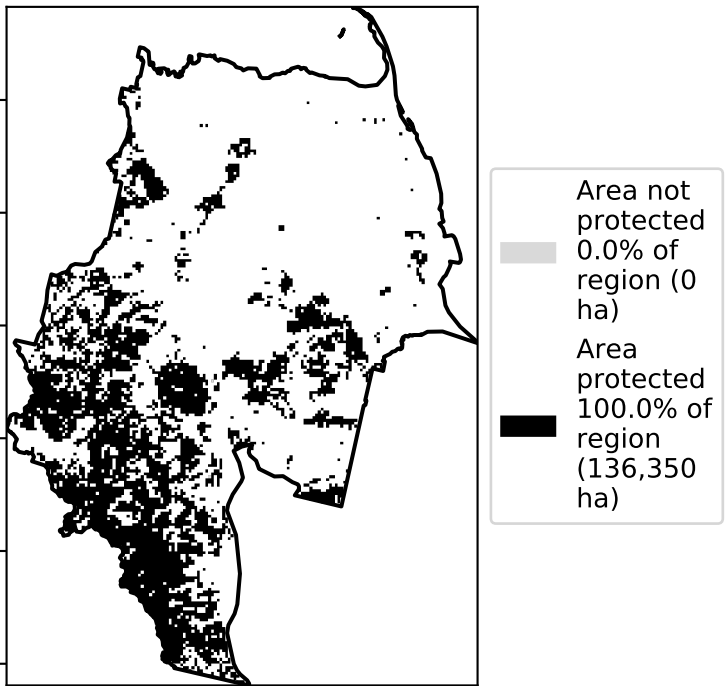 Area not
protected
0.0% of
region (0
ha)
Area
protected
100.0% of
region
(136,350
ha)